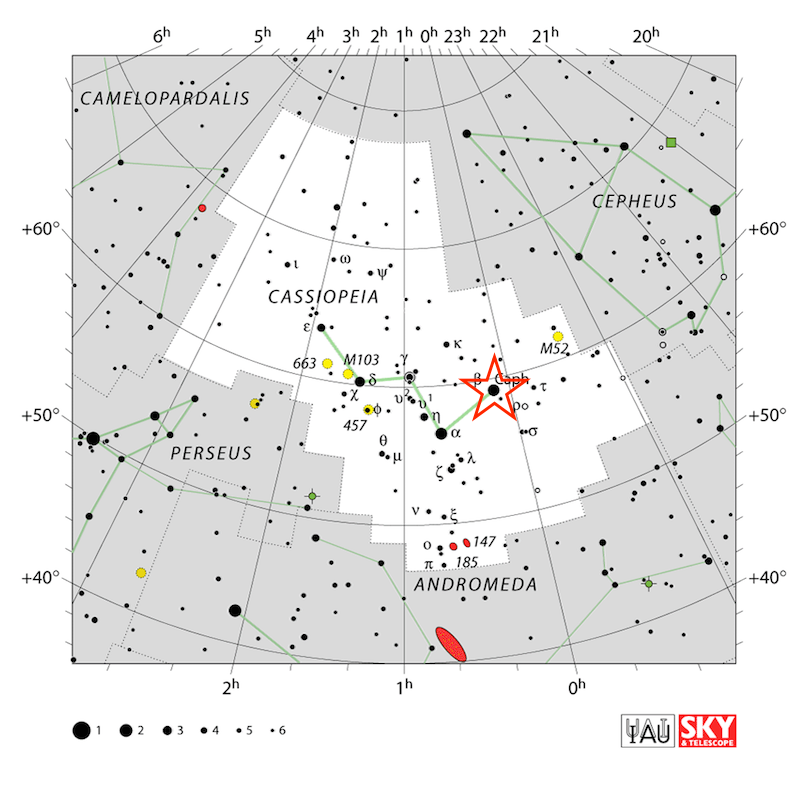 6h 5h 4h 3h 2h 1h 0h 23h 22h 21h 20h
CAMELOPARDALIS
CEPHEUS
+60° +60°
ι ω ψ
CASSIOPEIA
ε κ
663 M103 γ M52
δ β Caph τ
χ υ² υ¹ ρ
457 φ η α σ
+50° +50°
θ
PERSEUS μ ζ λ
ν ξ
ο 147
π 185
+40° ANDROMEDA +40°
2h 1h 0h
1 2 3 4 5 6
IAU SKY
& TELESCOPE